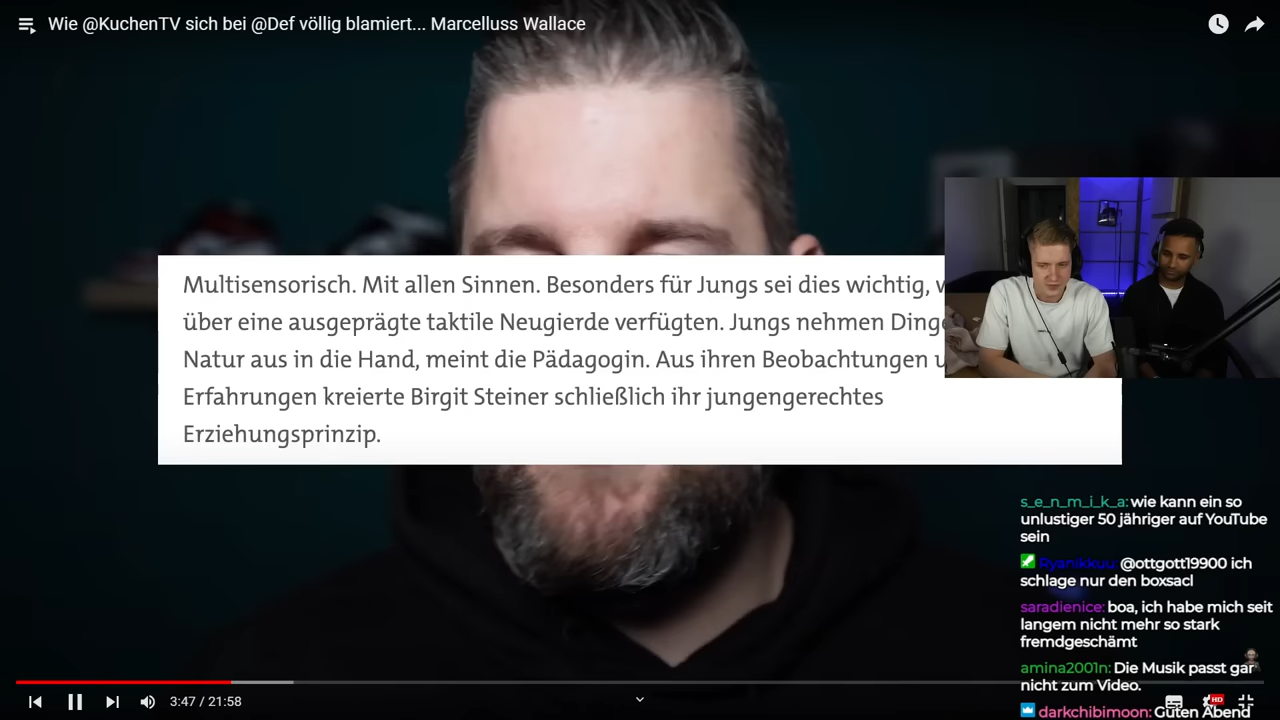 Wie @KuchenTV sich bei @Def völlig blamiert... Marcelluss Wallace
Multisensorisch. Mit allen Sinnen. Besonders für Jungs sei dies wichtig,
über eine ausgeprägte taktile Neugierde verfügten. Jungs nehmen Dinge
Natur aus in die Hand, meint die Pädagogin. Aus ihren Beobachtungen
Erfahrungen kreierte Birgit Steiner schließlich ihr jungengerechtes
Erziehungsprinzip.
s_e_n_m_i_k_a: wie kann ein so
unlustiger 50 jähriger auf YouTube
sein
Ryanikkuu: @ottgott19900 ich
schlage nur den boxsacl
saradienice: boa, ich habe mich seit
langem nicht mehr so stark
fremdgeschämt
amina2001n: Die Musik passt gar
nicht zum Video.
darkchibimoon: Guten Abend
3:47 / 21:58
HD